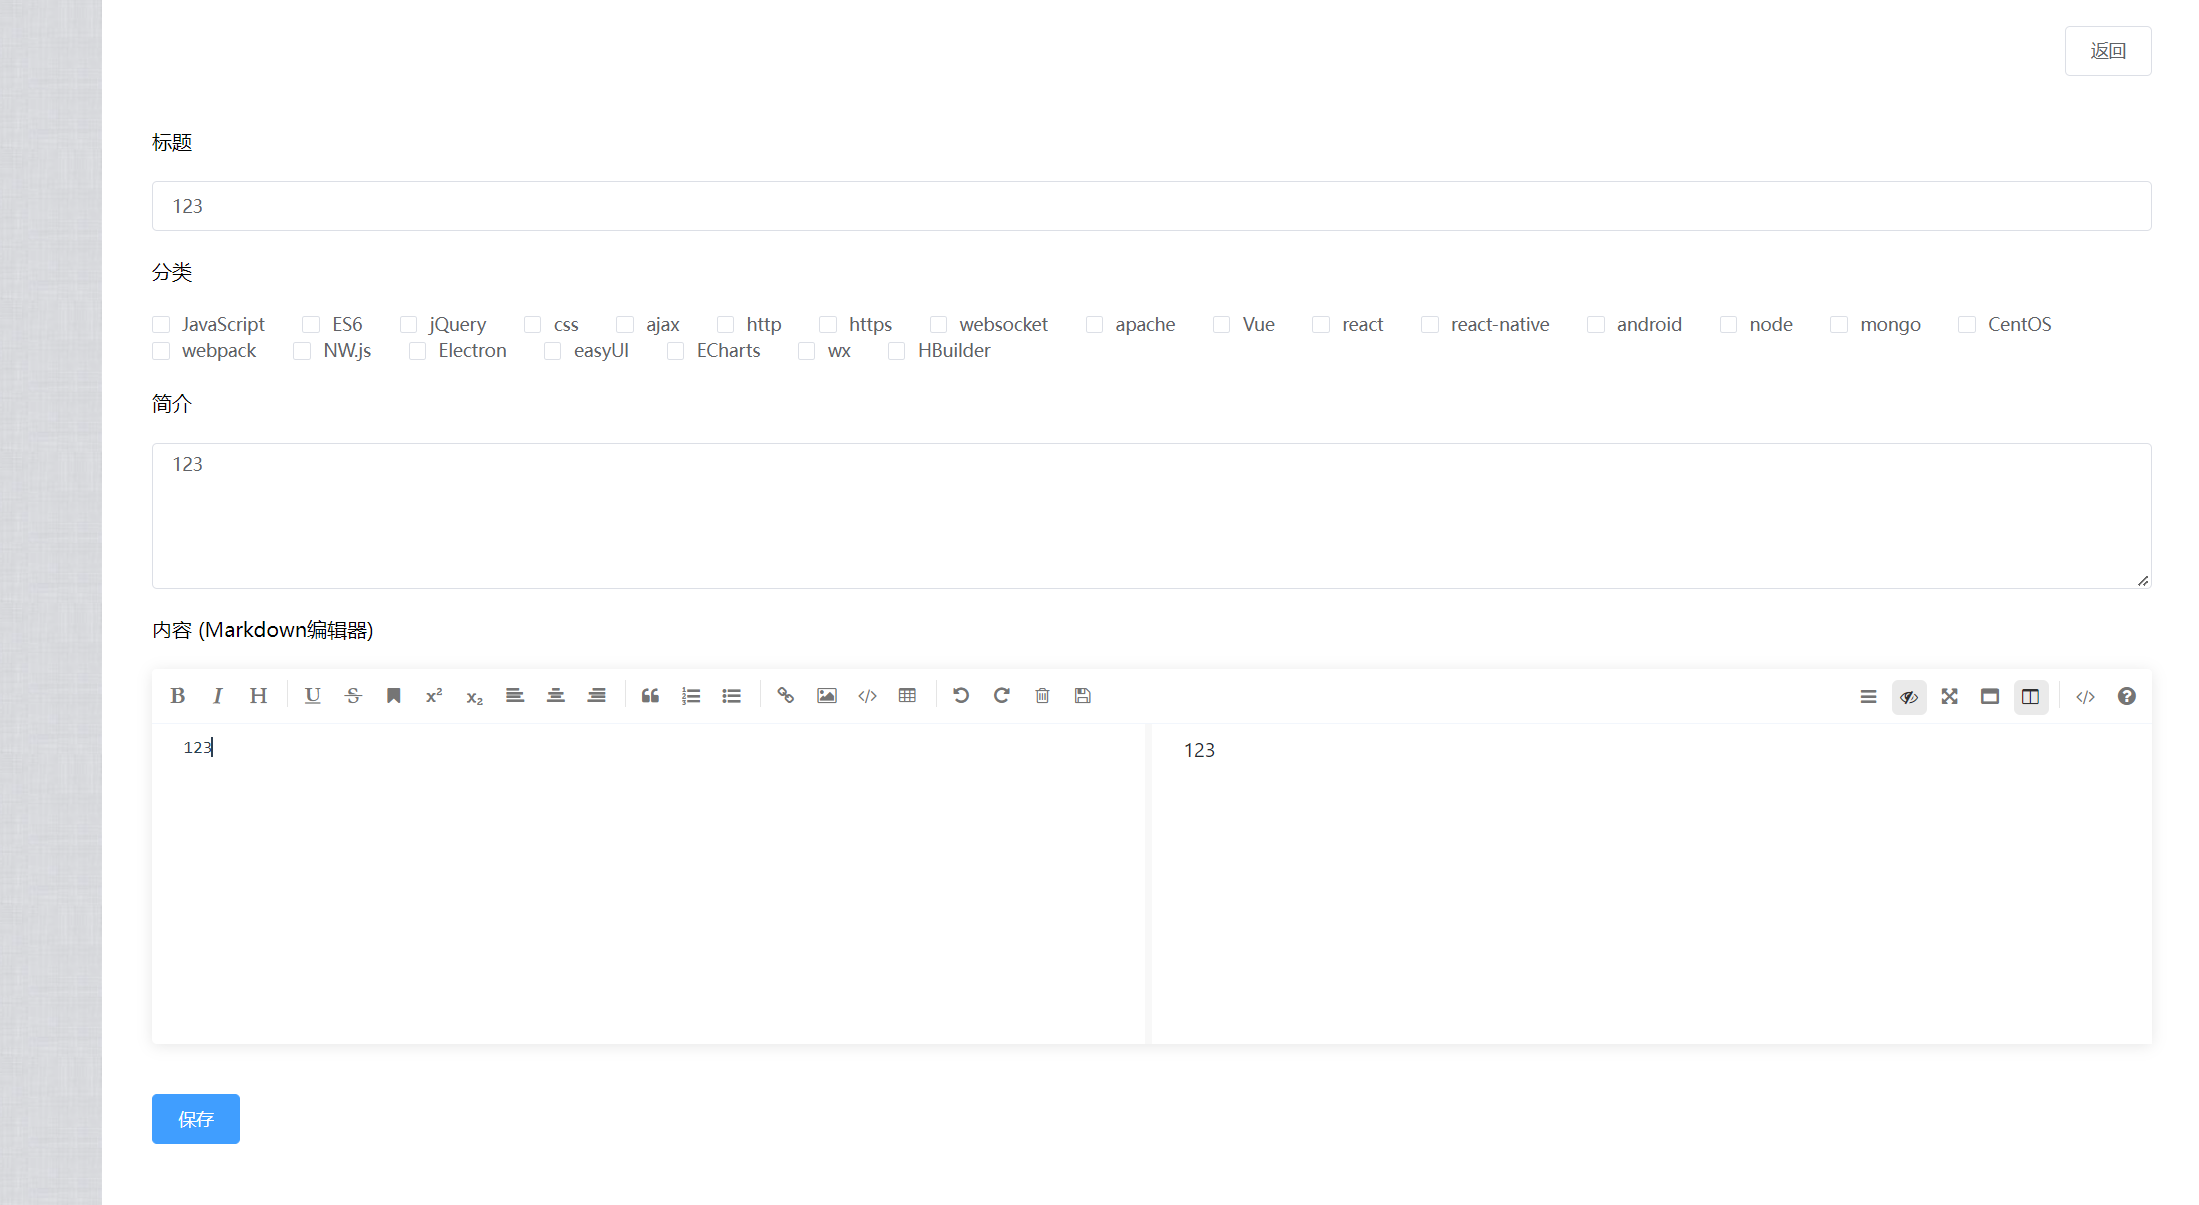 返回
标题
123
分类
JavaScript ES6 jQuery css ajax http https websocket apache Vue react react-native android node mongo CentOS
webpack NW.js Electron easyUI ECharts wx HBuilder
简介
123
内容 (Markdown编辑器)
B I H U S x² x₂
123
123
保存